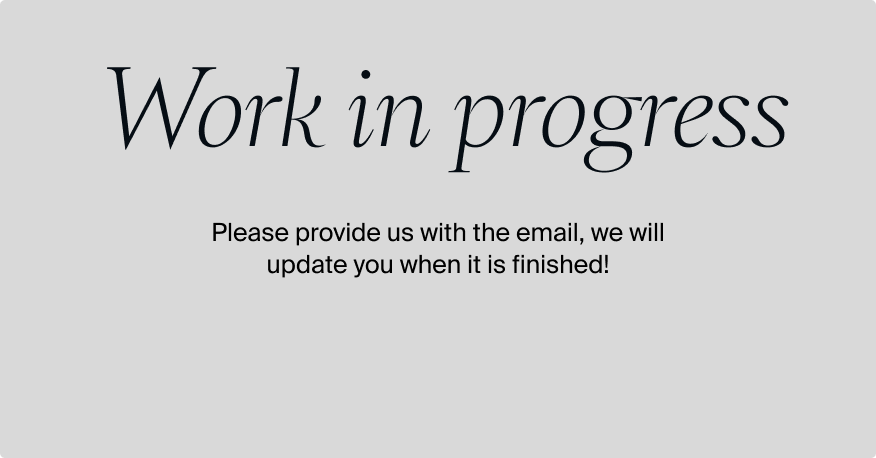 Work in progress
Please provide us with the email, we will
update you when it is finished!